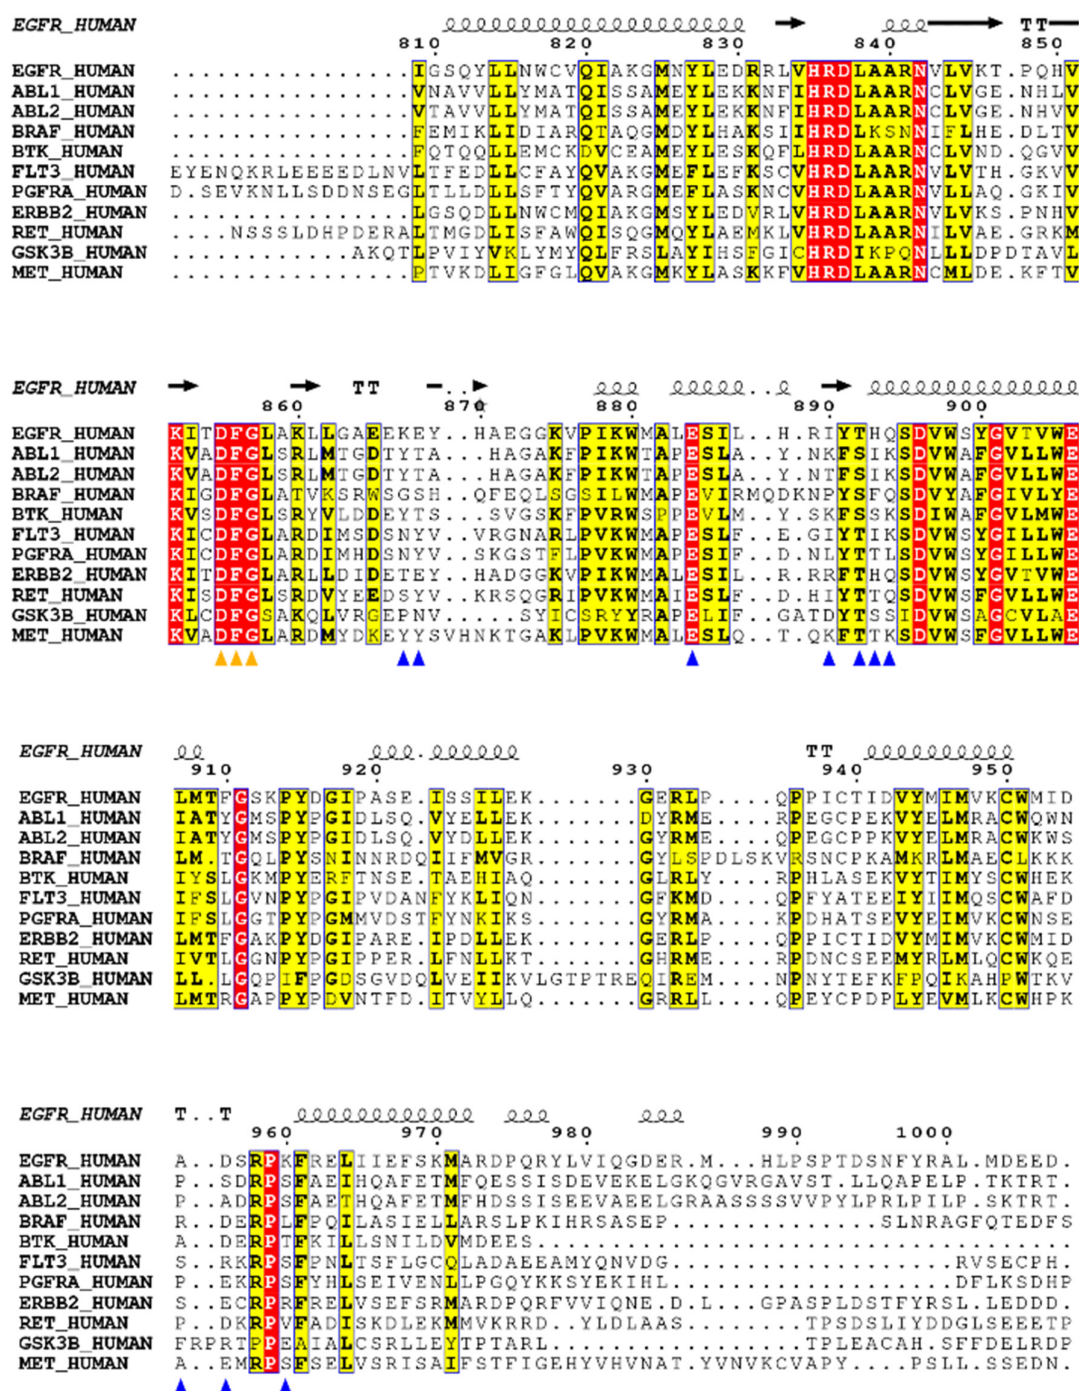 EGFR_HUMAN
810 820 830 840 TT 850
EGFR_HUMAN ................IGSQYLLNWCVQIAKGMNYLEDRRLVHRDLAARNVLVKT.PQHV
ABL1_HUMAN ................VNAVVLLYMATQISSAMEYLEKKNFIHRDLAARNCLVGE.NHLV
ABL2_HUMAN ................VTAVVLLYMATQISSAMEYLEKKNFIHRDLAARNCLVGE.NHVV
BRAF_HUMAN ................FEMIKLIDIARQTAQGMDYLHAKSIIHRDLKSNNIFLHE.DLTV
BTK_HUMAN ................FQTQQLLEMCKDVCEAMEYLESKQFLHRDLAARNCLVND.QGVV
FLT3_HUMAN EYENQKRLEEEEDLNVLTFEDLLCFAYQVAKGMEFLEFKSCVHRDLAARNVLVTH.GKVV
PGFRA_HUMAN D.SEVKNLLSDDNSEGLTLLDLLSFTYQVARGMEFLASKNCVHRDLAARNVLLAQ.GKIV
ERBB2_HUMAN ................LGSQDLLNWCMQIAKGMSYLEDVRLVHRDLAARNVLVKS.PNHV
RET_HUMAN ....NSSSLDHPDERALTMGDLISFAWQISQGMQYLAEMKLVHRDLAARNILVAE.GRKM
GSK3B_HUMAN ............AKQTLPVIYVKLYMYQLFRSLAYIHSFGICHRDIKPQNLLLDPDTAVL
MET_HUMAN ................PTVKDLIGFGLQVAKGMKYLASKKFVHRDLAARNCMLDE.KFTV
EGFR_HUMAN TT .. ... ..
860 870 880 890 900
EGFR_HUMAN KITDFGLAKLLGAEEKEY..HAEGGKVPIKWMALESIL..H.RIYTHQSDVWSYGVTVWE
ABL1_HUMAN KVADFGLSRLMTGDTYTA..HAGAKFPIKWTAPESLA..Y.NKFSIKSDVWAFGVLLWE
ABL2_HUMAN KVADFGLSRLMTGDTYTA..HAGAKFPIKWTAPESLA..Y.NTFSIKSDVWAFGVLLWE
BRAF_HUMAN KIGDFGLATVKSRWSGSH..QFEQLSGSILWMAPEVIRMQDKNPYSFQSDVYAFGIVLYE
BTK_HUMAN KVSDFGLSRYVLDDEYTS..SVGSKFPVRWSPPEVLM..Y.SKFSSKSDIWAFGVLMWE
FLT3_HUMAN KICDFGLARDIMSDSNYV..VRGNARLPVKWMAPESLF..E.GIYTIKSDVWSYGILLWE
PGFRA_HUMAN KICDFGLARDIMHDSNYV..SKGSTFLPVKWMAPESIF..D.NLYTTLSDVWSYGILLWE
ERBB2_HUMAN KITDFGLARLLDIDETEY..HADGGKVPIKWMALESIL..R.RRFTHQSDVWSYGVTVWE
RET_HUMAN KISDFGLSRDVYEEDSYV..KRSQGRIPVKWMAIESLF..D.HIYTTQSDVWSFGVLLWE
GSK3B_HUMAN KLCDFGSAKQLVRGEPNV....SYICSRYYRAPELIF..GATDYTSSIDVWSAGCVLAE
MET_HUMAN KVADFGLARDMYDKEYYSVHNKTGAKLPVKWMALESLQ..T.QKFTTKSDVWSFGVLLWE
EGFR_HUMAN . ........ ....... TT
910 920 930 940 950
EGFR_HUMAN LMTFGSKPYDGIPASE.ISSILEK.......GERLP....QPPICTIDVYMIMVKCWMID
ABL1_HUMAN IATYGMSPYPGIDLSQ.VYELLEK.......DYRME....RPEGCPEKVYELMRACWQWN
ABL2_HUMAN IATYGMSPYPGIDLSQ.VYDLLEK.......GYRME....QPEGCPPKVYELMRACWKWS
BRAF_HUMAN LM.TGQLPYSNINNRDQIIFMVGR.......GYLSPDLSKVRSNCPKAMKRLMAECLKKK
BTK_HUMAN IYSLGKMPYERFTNSE.TAEHIAQ.......GLRLY....RPHLASEKVYTIMYSCWHEK
FLT3_HUMAN IFSLGVNPYPGIPVDANFYKLIQN.......GFKMD....QPFYATEEIYIIMQSCWAFD
PGFRA_HUMAN IFSLGGTPYPGMMVDSTFYNKIKS.......GYRMA....KPDHATSEVYEIMVKCWNSE
ERBB2_HUMAN LMTFGAKPYDGIPARE.IPDLLEK.......GERLP....QPPICTIDVYMIMVKCWMID
RET_HUMAN IVTLGGNPYPGIPPER.LFNLLKT.......GHRME....RPDNCSEEMYRLMLQCWKQE
GSK3B_HUMAN LL.LGQPIFPGDSGVDQLVEIIKVLGTPTREQIREM....NPNYTEFKFPQIKAHPWTKV
MET_HUMAN LMTRGAPPYPDVNTFD.ITVYLLQ.......GRRLL....QPEYCPDPLYEVMLKCWHPK
EGFR_HUMAN T..T
960 970 980 990 1000
EGFR_HUMAN A..DSRPKFRELIIEFSKMARDPQRYLVIQGDER.M...HLPSPTDSNFYRAL.MDEED.
ABL1_HUMAN P..SDRPSFAEIHQAFETMFQESSISDEVEKELGKQGVRGAVST.LLQAPELP.TKTRT.
ABL2_HUMAN P..ADRPSFAETHQAFETMFHDSSISEEVAEELGRAASSSSVVPYLPRLPILP.SKTRT.
BRAF_HUMAN R..DERPLFPQILASIELLARSLPKIHRSASEP..............SLNRAGFQTEDFS
BTK_HUMAN A..DERPTFKILLSNILDVMDEES....................................
FLT3_HUMAN S..RKRPSFPNLTSFLGCQLADAEEAMYQNVDG...................RVSECPH.
PGFRA_HUMAN P..EKRPSFYHLSEIVENLLPGQYKKSYEKIHL...................DFLKSDHP
ERBB2_HUMAN S..ECRPRFRELVSEFSRMARDPQRFVVIQNE.D.L...GPASPLDSTFYRSL.LEDDD.
RET_HUMAN P..DKRPVFADISKDLEKMMVKRRD.YLDLAAS.........TPSDSLIYDDGLSEEETP
GSK3B_HUMAN FRPRTPPEAIALCSRLLEYTPTARL................TPLEACAH.SFFDELRDP
MET_HUMAN A..EMRPSFSELVSRISAIFSTFIGEHYVHVNAT.YVNVKCVAPY....PSLL.SSEDN.